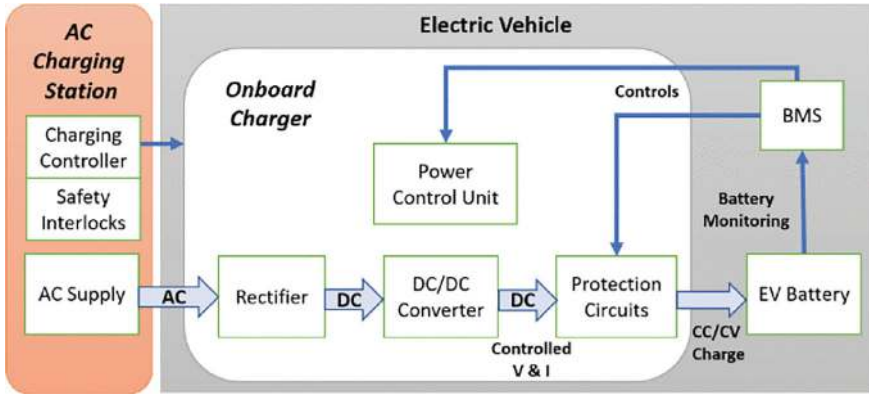 AC
Charging
Station
Charging
Controller
Safety
Interlocks
AC Supply
Electric Vehicle
Onboard
Charger
Controls
BMS
Power
Control Unit
Battery
Monitoring
AC
Rectifier
DC
DC/DC
Converter
DC
Protection
Circuits
EV Battery
Controlled
V & I
CC/CV
Charge